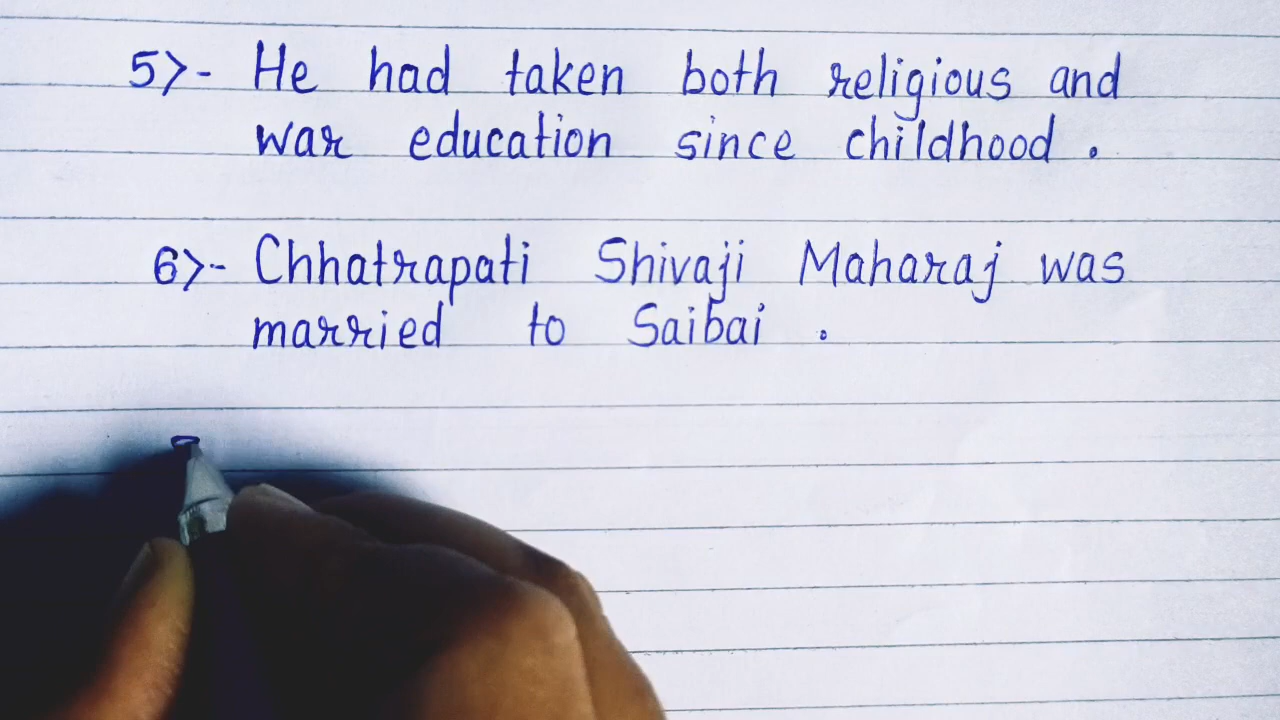 5>- He had taken both religious and
war education since childhood .
6>- Chhatrapati Shivaji Maharaj was
married to Saibai .